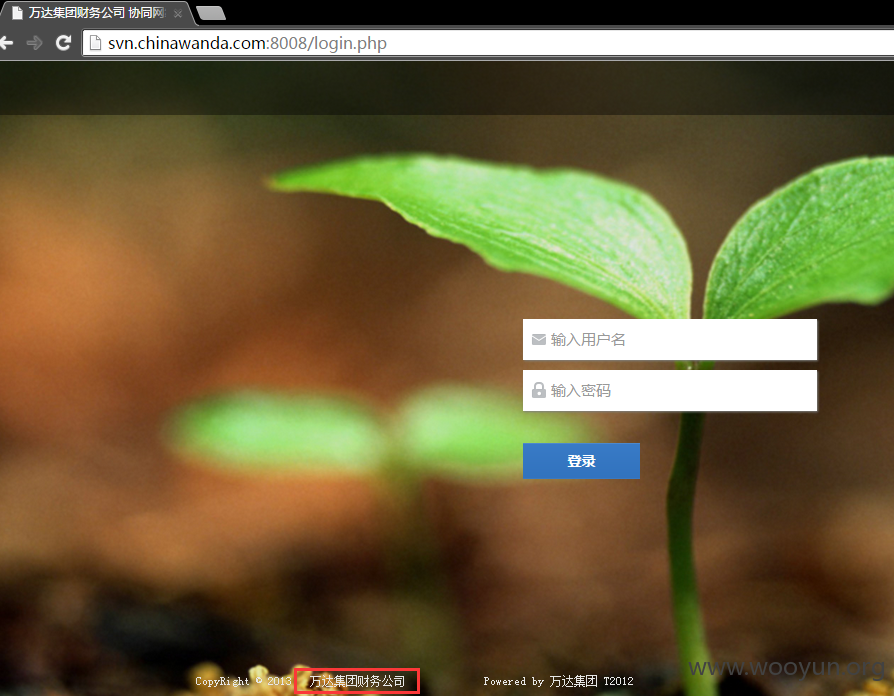 万达集团财务公司 协同网
svn.chinawanda.com:8008/login.php
输入用户名
输入密码
登录
CopyRight © 2013 万达集团财务公司 Powered by 万达集团 T2012
www.wooyun.org